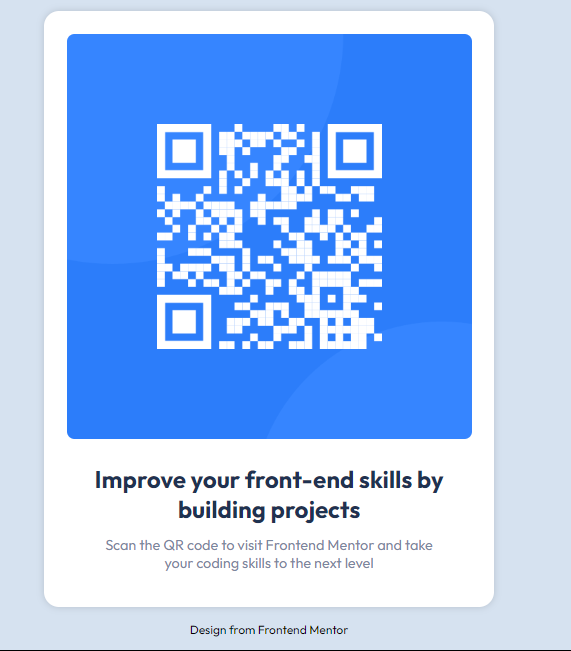 Improve your front-end skills by
building projects
Scan the QR code to visit Frontend Mentor and take
your coding skills to the next level
Design from Frontend Mentor